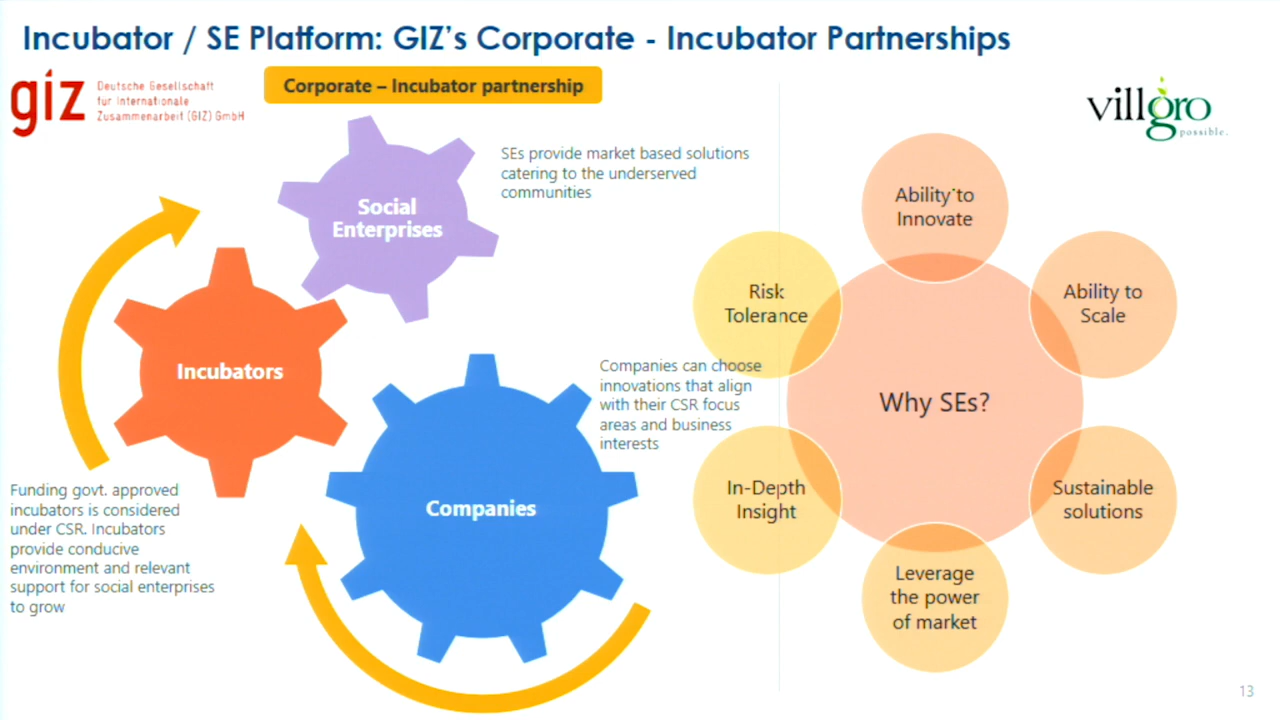 Incubator / SE Platform: GIZ's Corporate - Incubator Partnerships
giz
Deutsche Gesellschaft
für Internationale
Zusammenarbeit (GIZ) GmbH
Corporate – Incubator partnership
villgro
possible.
SEs provide market based solutions
catering to the underserved
communities
Social
Enterprises
Incubators
Companies can choose
innovations that align
with their CSR focus
areas and business
interests
Companies
Funding govt. approved
incubators is considered
under CSR. Incubators
provide conducive
environment and relevant
support for social enterprises
to grow
Ability to
Innovate
Risk
Tolerance
Ability to
Scale
Why SEs?
In-Depth
Insight
Sustainable
solutions
Leverage
the power
of market
13